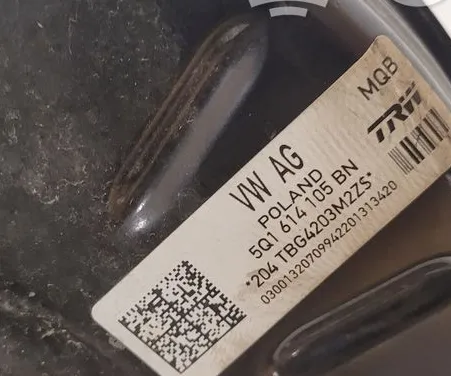 MQB
TRW
VW AG
POLAND
5Q1 614 105 BN
*204 TBG4203M2ZS*
03001320709942201313420